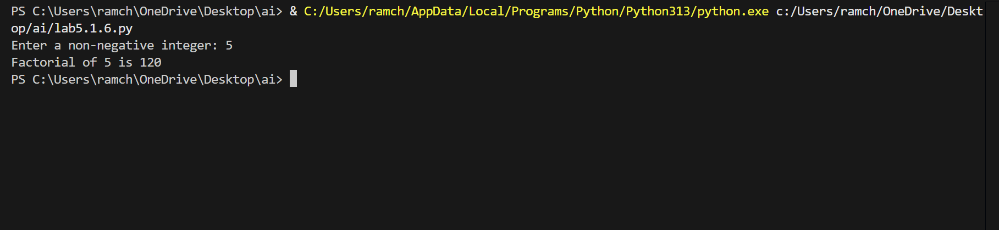 PS C:\Users\ramch\OneDrive\Desktop\ai> & C:/Users/ramch/AppData/Local/Programs/Python/Python313/python.exe c:/Users/ramch/OneDrive/Deskt
op/ai/lab5.1.6.py
Enter a non-negative integer: 5
Factorial of 5 is 120
PS C:\Users\ramch\OneDrive\Desktop\ai>